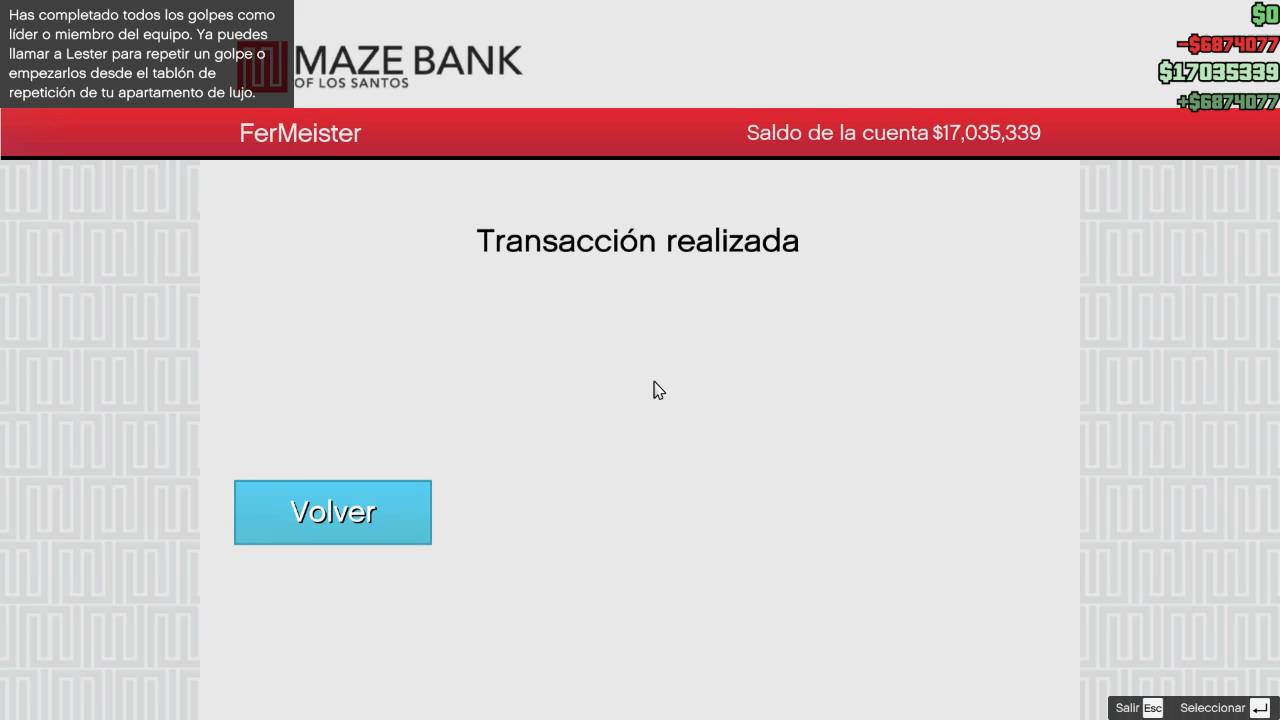 Has completado todos los golpes como
líder o miembro del equipo. Ya puedes
llamar a Lester para repetir un golpe o
empezarlos desde el tablón de
repetición de tu apartamento de lujo.
MAZE BANK
OF LOS SANTOS
$0
-$6874077
$17035339
+$6874077
FerMeister
Saldo de la cuenta $17,035,339
Transacción realizada
Volver
Salir Esc Seleccionar